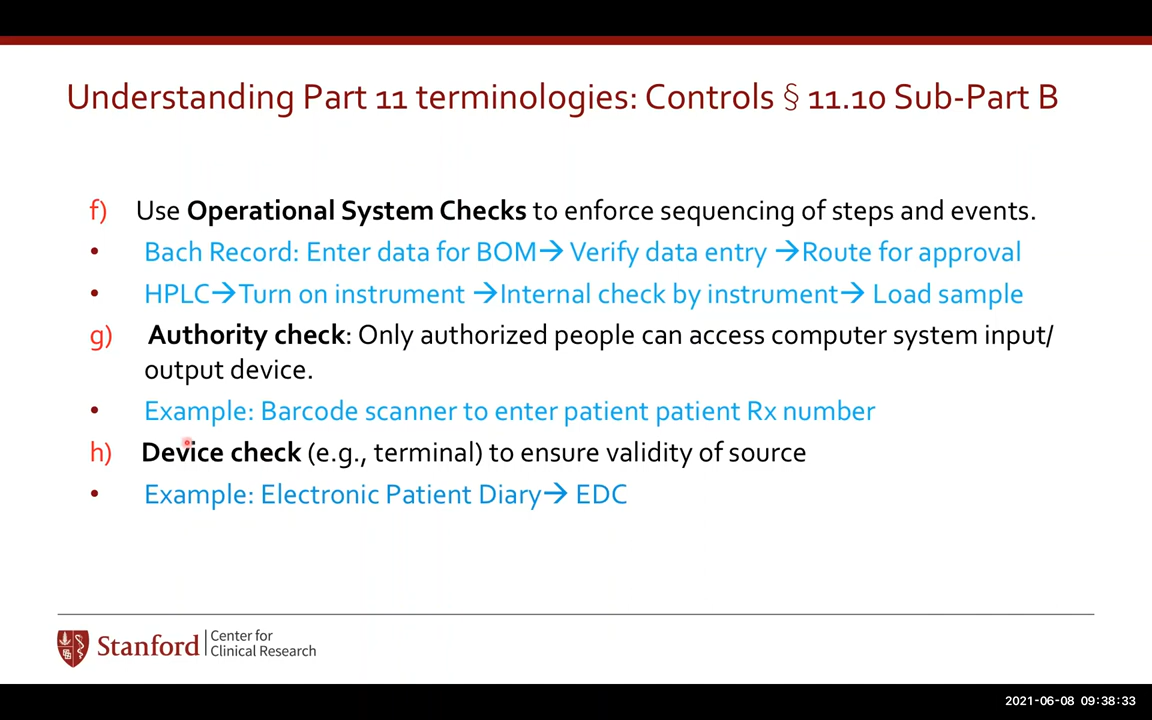 Understanding Part 11 terminologies: Controls § 11.10 Sub-Part B
f) Use Operational System Checks to enforce sequencing of steps and events.
• Bach Record: Enter data for BOM→ Verify data entry →Route for approval
• HPLC→Turn on instrument →Internal check by instrument→ Load sample
g) Authority check: Only authorized people can access computer system input/
output device.
• Example: Barcode scanner to enter patient patient Rx number
h) Device check (e.g., terminal) to ensure validity of source
• Example: Electronic Patient Diary→ EDC
Stanford
Center for
Clinical Research
2021-06-08 09:38:33